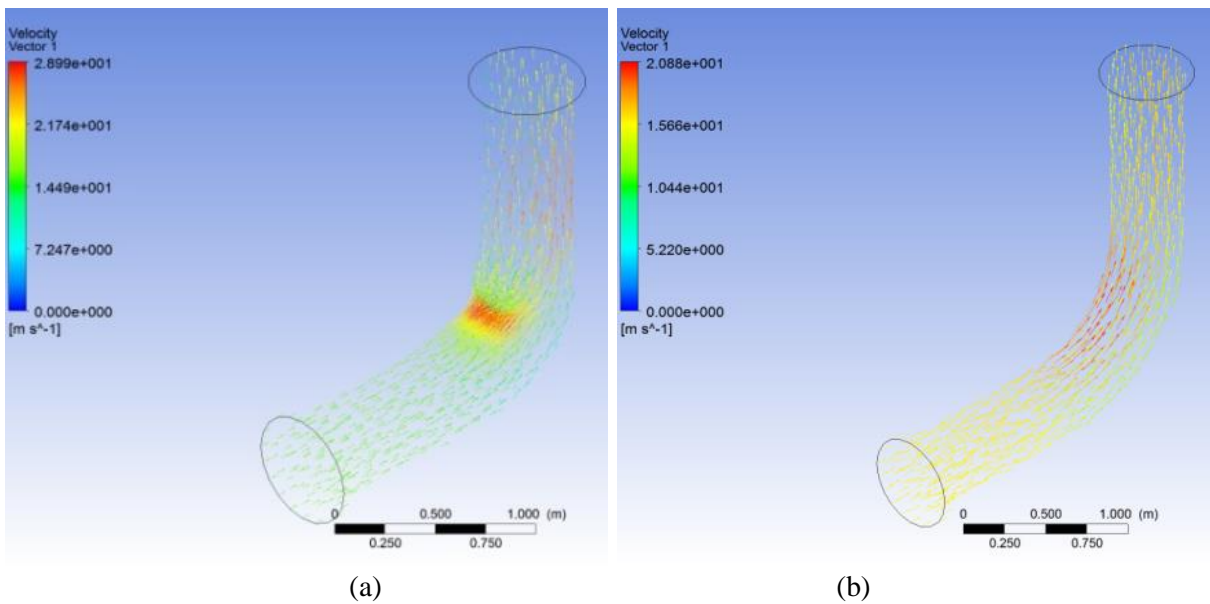 Velocity
Vector 1
2.899e+001
2.174e+001
1.449e+001
7.247e+000
0.000e+000
[m s^-1]
0 0.500 1.000 (m)
0.250 0.750
(a)
Velocity
Vector 1
2.088e+001
1.566e+001
1.044e+001
5.220e+000
0.000e+000
[m s^-1]
0 0.500 1.000 (m)
0.250 0.750
(b)